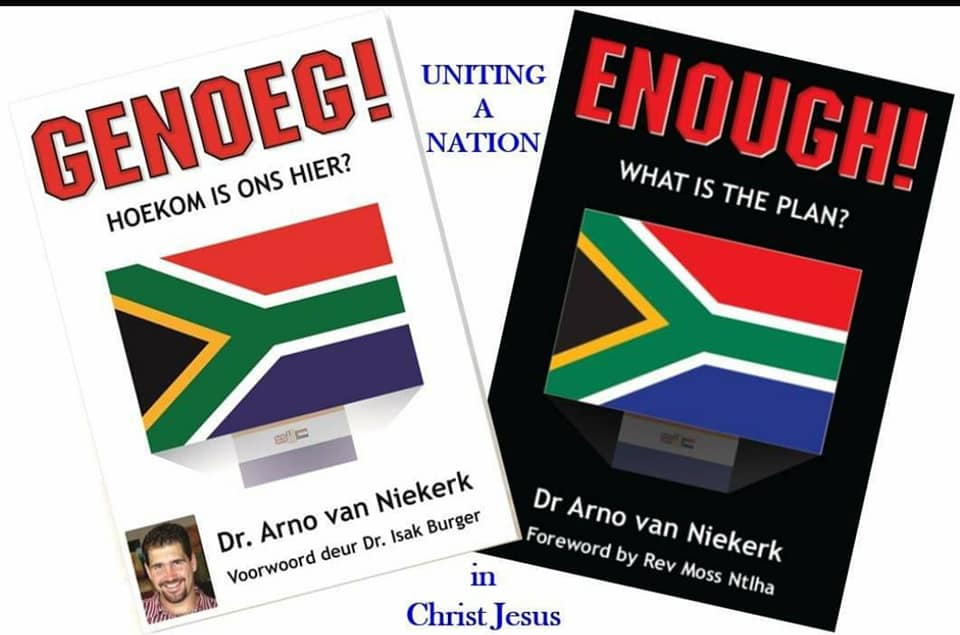 GENOEG!
HOEKOM IS ONS HIER?
Dr. Arno van Niekerk
Voorwoord deur Dr. Isak Burger
UNITING
A
NATION
in
Christ Jesus
ENOUGH!
WHAT IS THE PLAN?
Dr Arno van Niekerk
Foreword by Rev Moss Ntlha